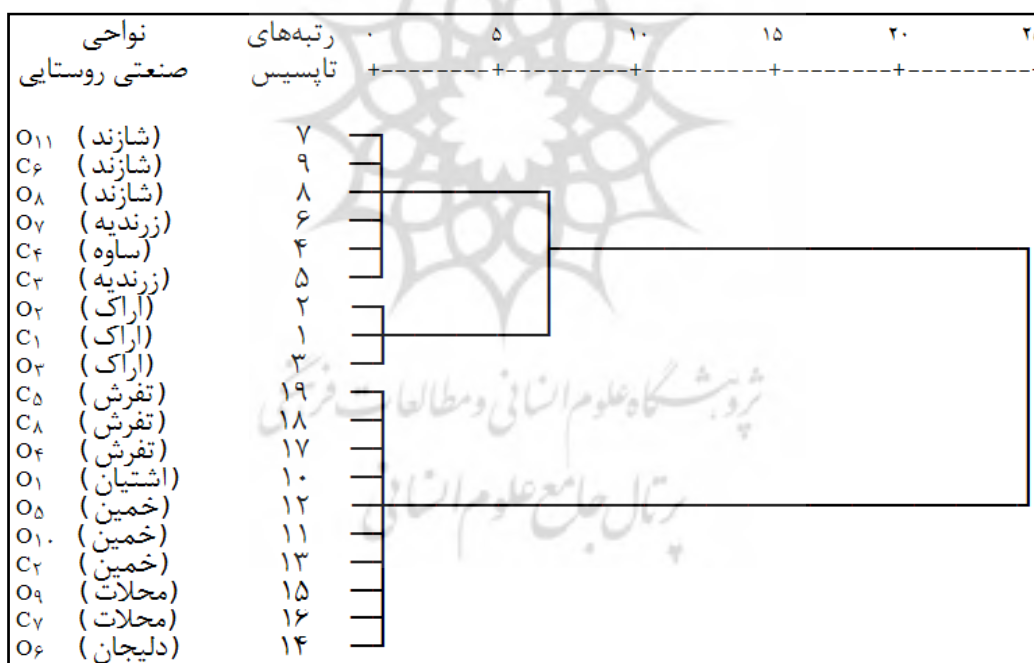 نواحی رتبه‌های ۰ ۵ ۱۰ ۱۵ ۲۰ ۲۵
صنعتی روستایی تاپسیس +---------+---------+---------+---------+---------+
O۱۱ (شازند) ۷
C۶ (شازند) ۹
O۸ (شازند) ۸
O۷ (زرندیه) ۶
C۴ (ساوه) ۴
C۳ (زرندیه) ۵
O۲ (اراک) ۲
C۱ (اراک) ۱
O۳ (اراک) ۳
C۵ (تفرش) ۱۹
C۸ (تفرش) ۱۸
O۴ (تفرش) ۱۷
O۱ (اشتیان) ۱۰
O۵ (خمین) ۱۲
O۱۰ (خمین) ۱۱
C۲ (خمین) ۱۳
O۹ (محلات) ۱۵
C۷ (محلات) ۱۶
O۶ (دلیجان) ۱۴
پژوهشگاه علوم انسانی و مطالعات فرهنگی
پرتال جامع علوم انسانی